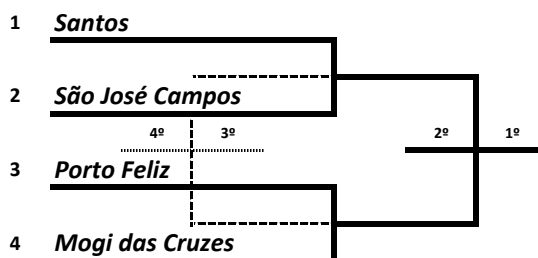 1 Santos
2 São José Campos
4º 3º 2º 1º
3 Porto Feliz
4 Mogi das Cruzes